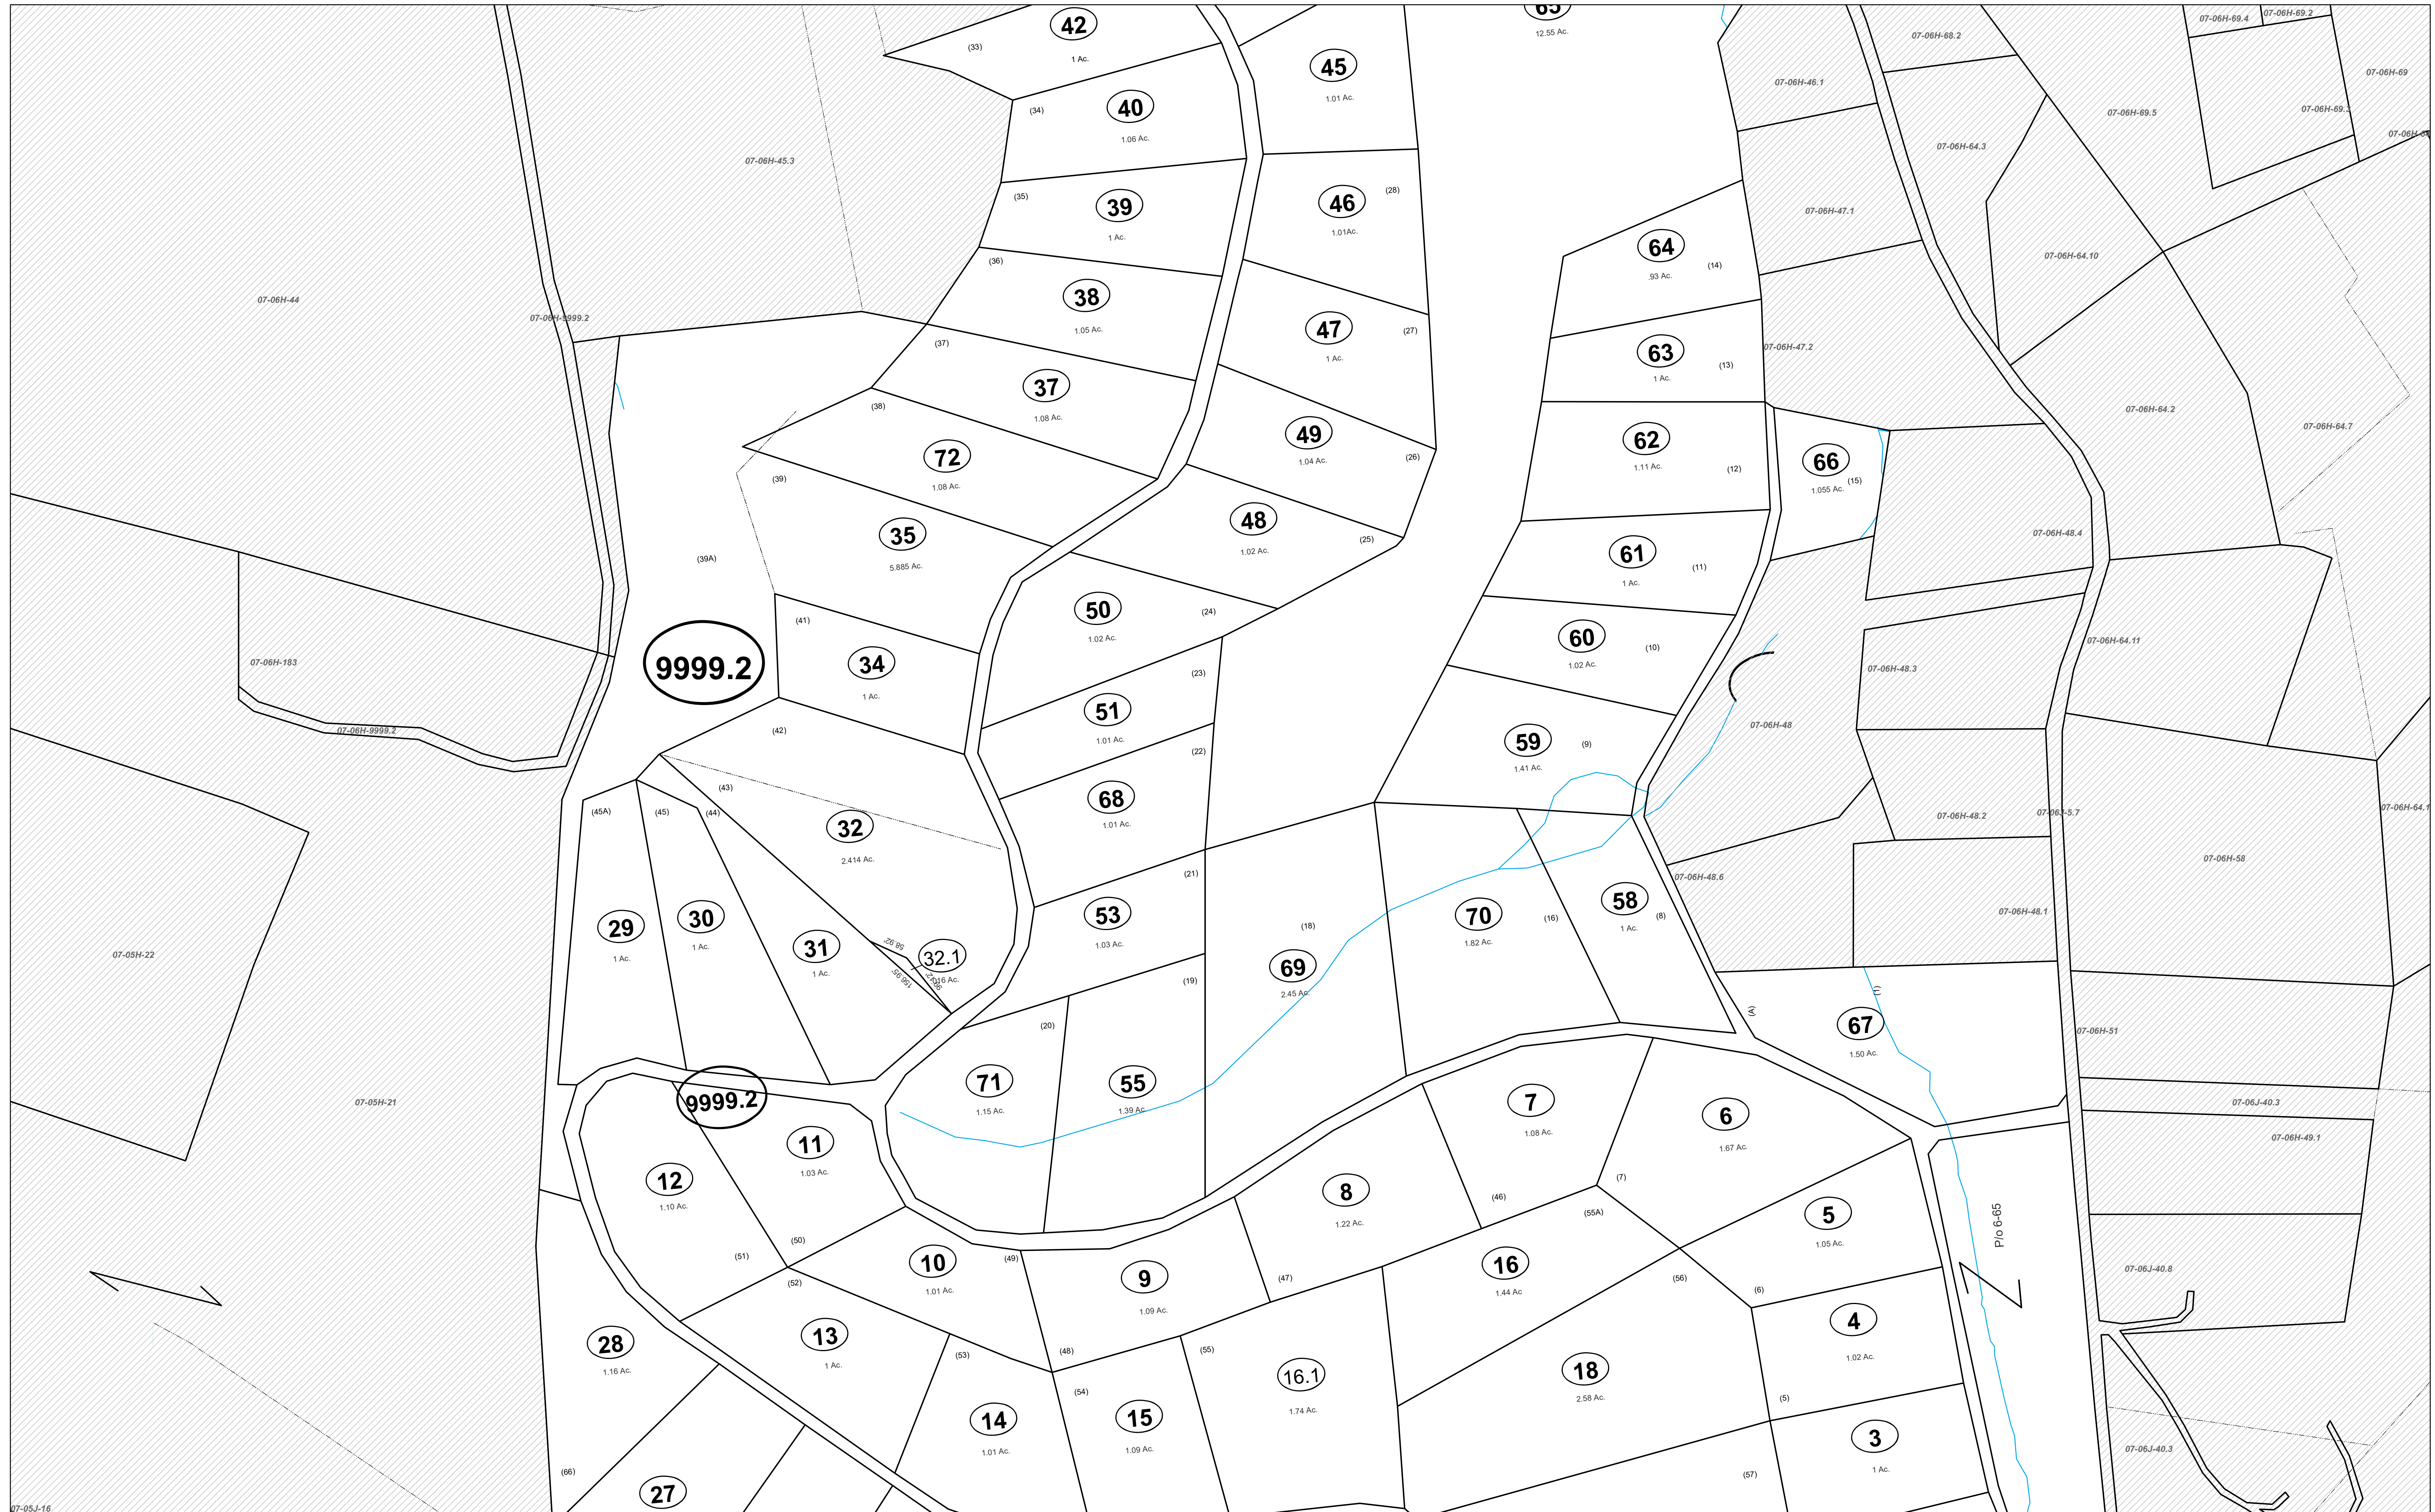 42
1 Ac.
(33)
65
12.55 Ac.
45
1.01 Ac.
40
1.06 Ac.
(34)
07-06H-69.4
07-06H-69.2
07-06H-68.2
07-06H-69
07-06H-46.1
07-06H-69.5
07-06H-64.3
07-06H-45.3
39
1 Ac.
(35)
46
1.01Ac.
(28)
07-06H-47.1
64
.93 Ac.
(14)
07-06H-64.10
(36)
38
1.05 Ac.
07-06H-44
07-06H-9999.2
47
1 Ac.
(27)
63
1 Ac.
(13)
07-06H-47.2
(37)
37
1.08 Ac.
(38)
07-06H-64.2
07-06H-64.7
72
1.08 Ac.
(39)
49
1.04 Ac.
(26)
62
1.11 Ac.
(12)
66
1.055 Ac.
(15)
35
5.885 Ac.
(39A)
48
1.02 Ac.
(25)
07-06H-48.4
61
1 Ac.
(11)
50
1.02 Ac.
(24)
(41)
34
1 Ac.
9999.2
60
1.02 Ac.
(10)
07-06H-64.11
07-06H-183
07-06H-48.3
(23)
51
1.01 Ac.
07-06H-9999.2
(42)
(22)
59
1.41 Ac.
(9)
07-06H-48
(43)
68
1.01 Ac.
(45A)
(45)
(44)
32
2.414 Ac.
07-06H-48.2
07-06J-5.7
07-06H-58
07-06H-48.6
(21)
29
1 Ac.
30
1 Ac.
31
1 Ac.
58.92'
32.1
156.95'
53
1.03 Ac.
(18)
69
2.45 Ac.
70
1.82 Ac.
(16)
58
1 Ac.
(8)
07-06H-48.1
07-05H-22
(19)
(20)
(A)
67
1.50 Ac.
07-06H-51
9999.2
71
1.15 Ac.
55
1.39 Ac.
7
1.08 Ac.
6
1.67 Ac.
07-05H-21
07-06J-40.3
07-06H-49.1
11
1.03 Ac.
12
1.10 Ac.
8
1.22 Ac.
(46)
(7)
(55A)
5
1.05 Ac.
P/o 6-65
(50)
(51)
(49)
10
1.01 Ac.
(52)
9
1.09 Ac.
(47)
16
1.44 Ac
(56)
(6)
07-06J-40.8
28
1.16 Ac.
13
1 Ac.
(53)
(48)
(55)
4
1.02 Ac.
(54)
16.1
1.74 Ac.
18
2.58 Ac.
(5)
14
1.01 Ac.
15
1.09 Ac.
3
1 Ac.
07-06J-40.3
(66)
(57)
27
07-05J-16